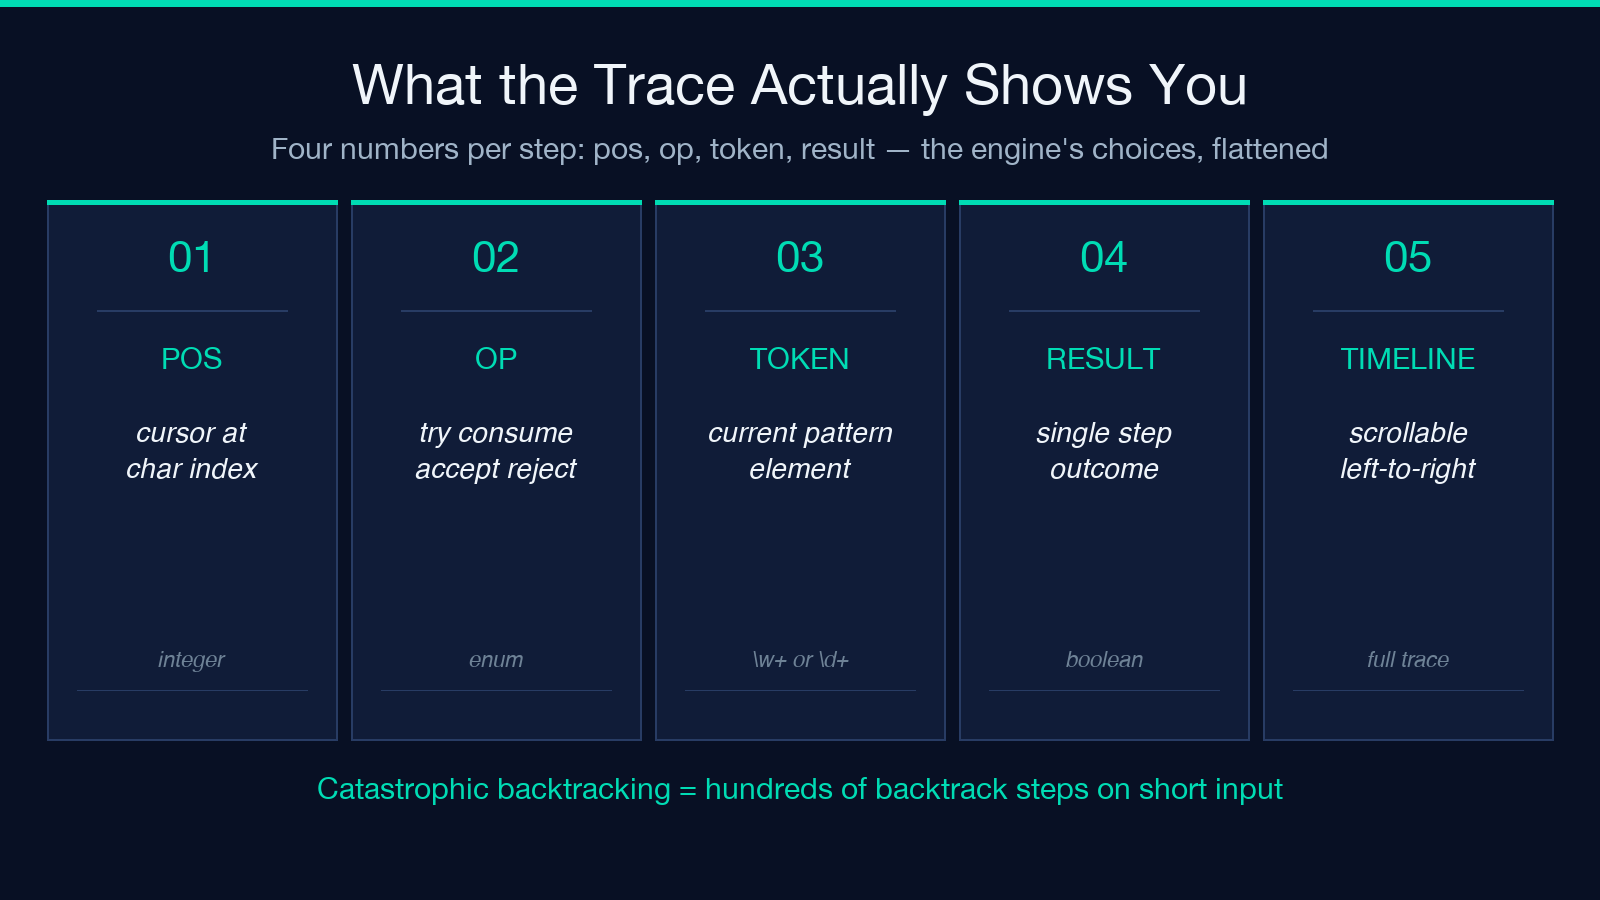 What the Trace Actually Shows You
Four numbers per step: pos, op, token, result — the engine's choices, flattened
01
POS
cursor at
char index
integer
02
OP
try consume
accept reject
enum
03
TOKEN
current pattern
element
\w+ or \d+
04
RESULT
single step
outcome
boolean
05
TIMELINE
scrollable
left-to-right
full trace
Catastrophic backtracking = hundreds of backtrack steps on short input